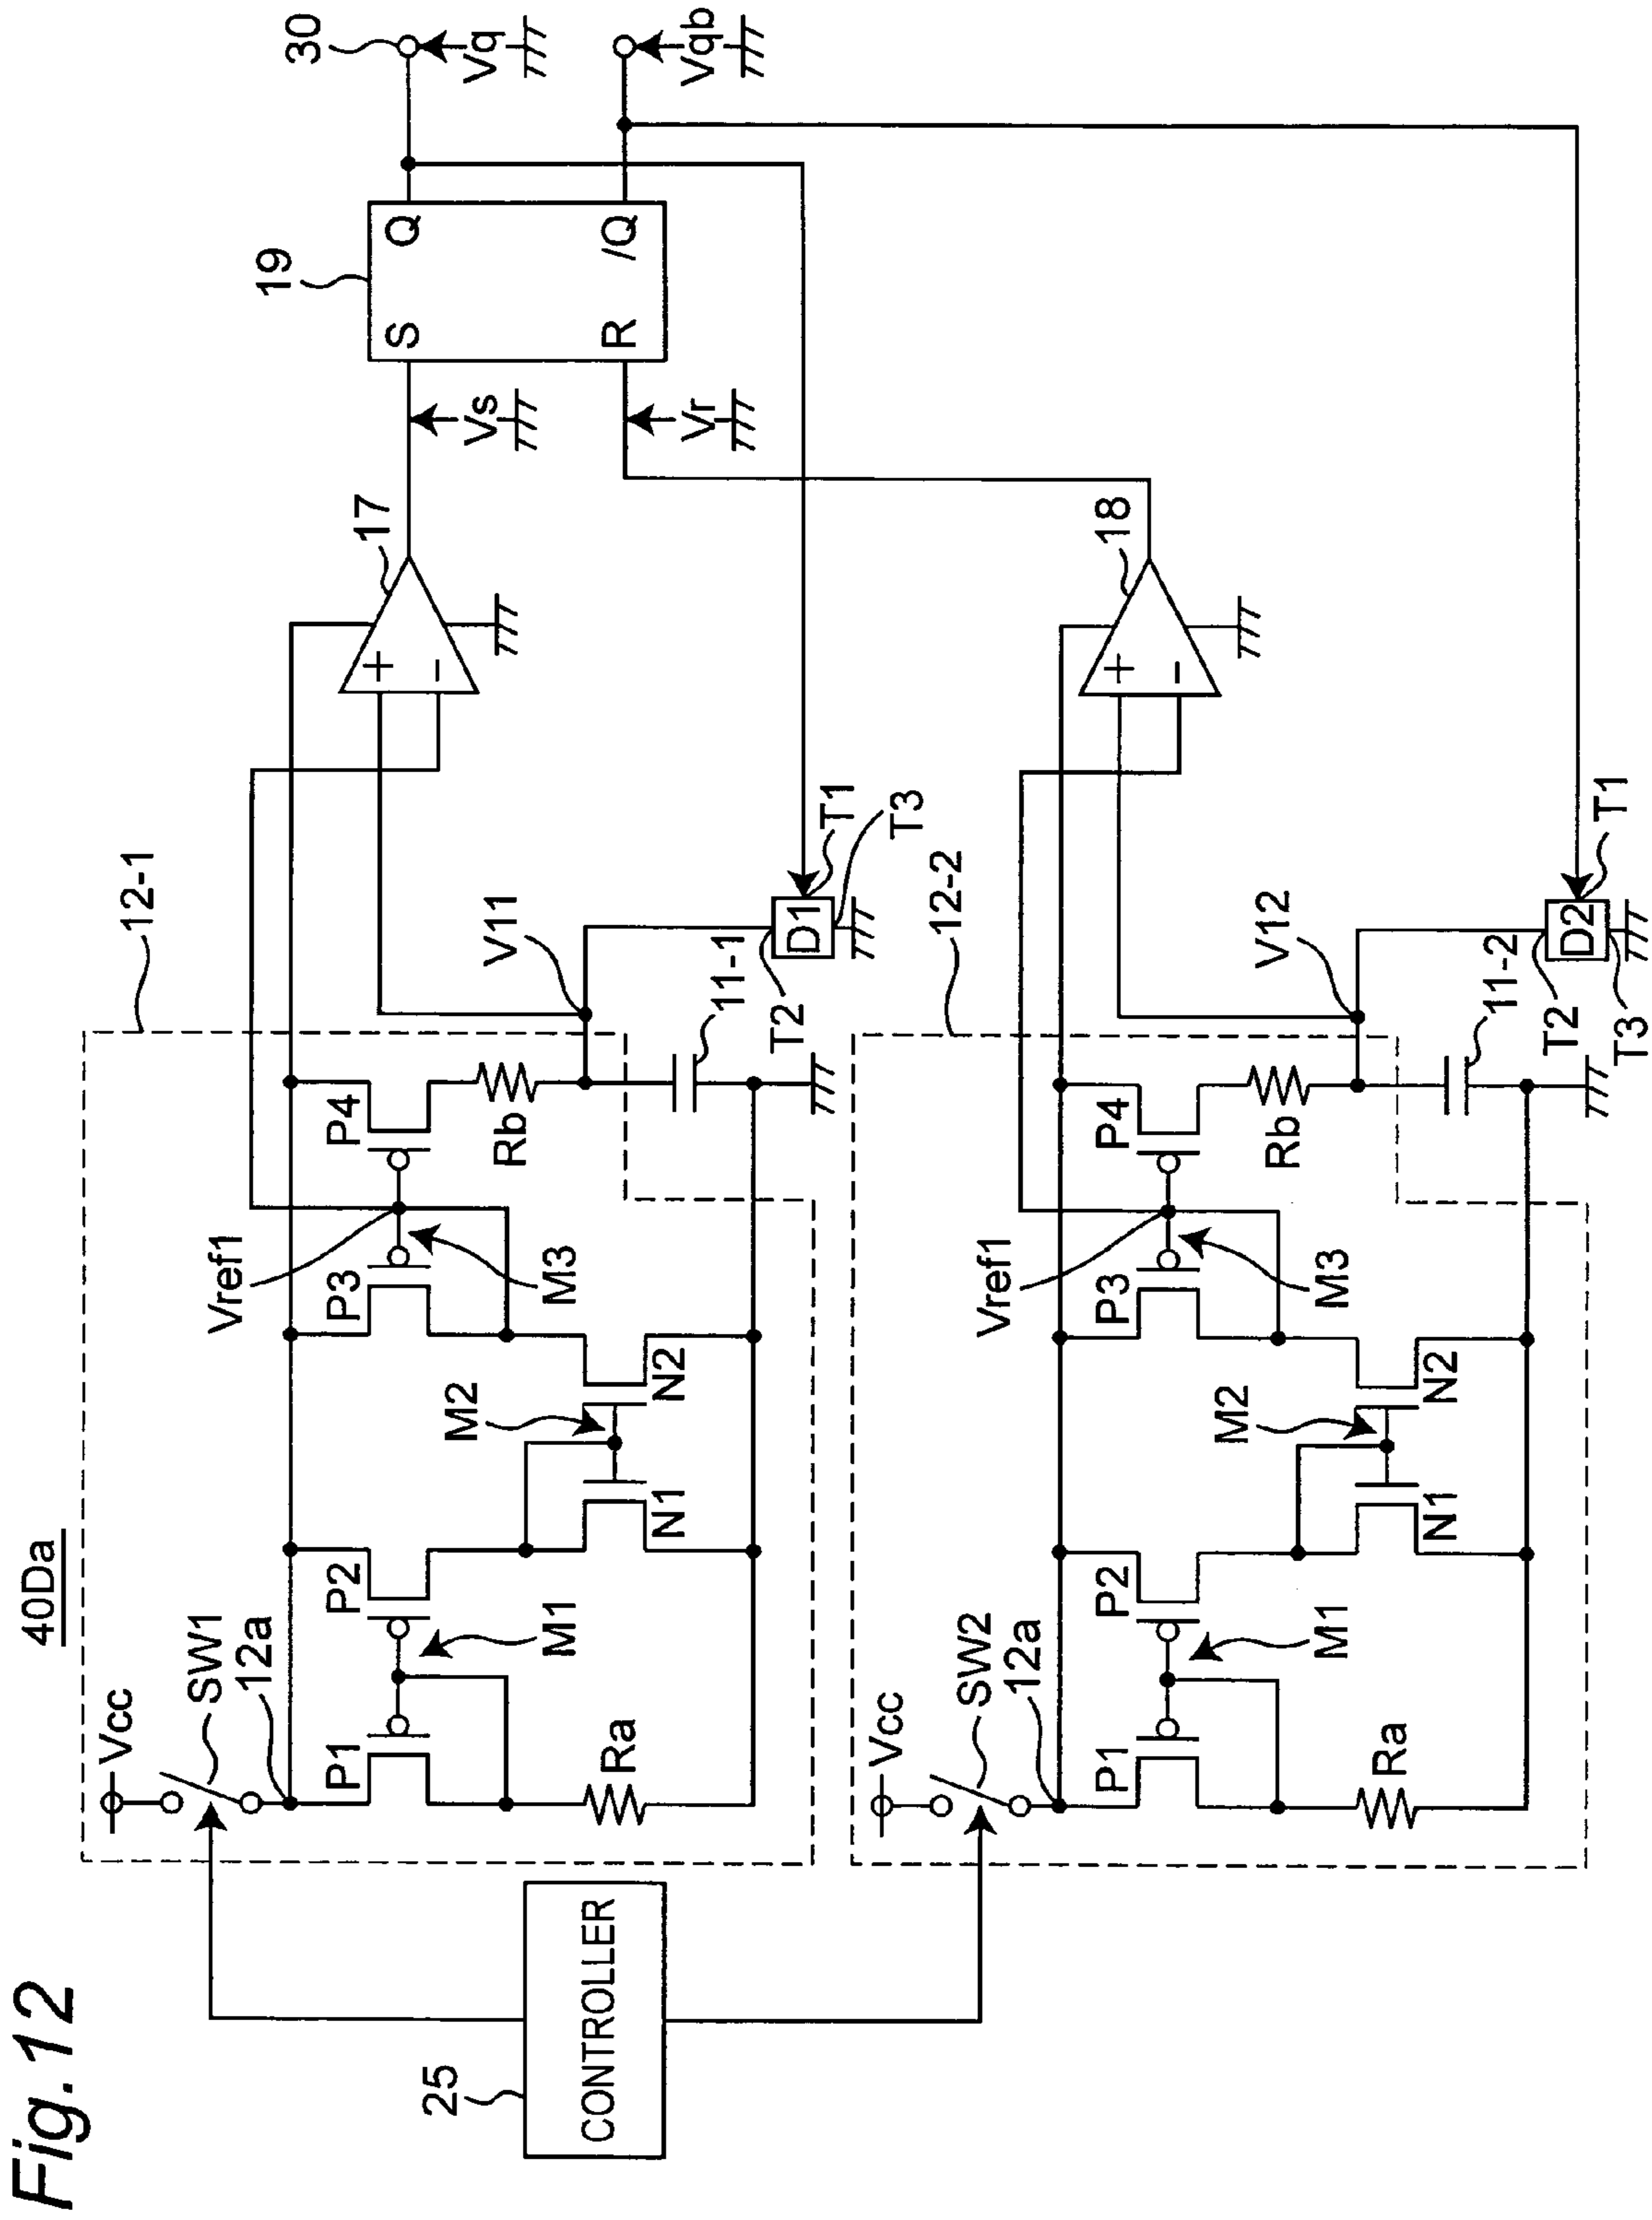 Fig. 12
40Da
12-1
Vcc
SW1
12a
P1
P2
P3
P4
Vref1
M1
M2
M3
N1
N2
Ra
Rb
V11
11-1
T2
D1
T1
T3
17
+
-
Vs
19
S
Q
R
/Q
30
Vq
Vqb
Vr
25
CONTROLLER
12-2
Vcc
SW2
12a
P1
P2
P3
P4
Vref1
M1
M2
M3
N1
N2
Ra
Rb
V12
11-2
T2
D2
T1
T3
18
+
-